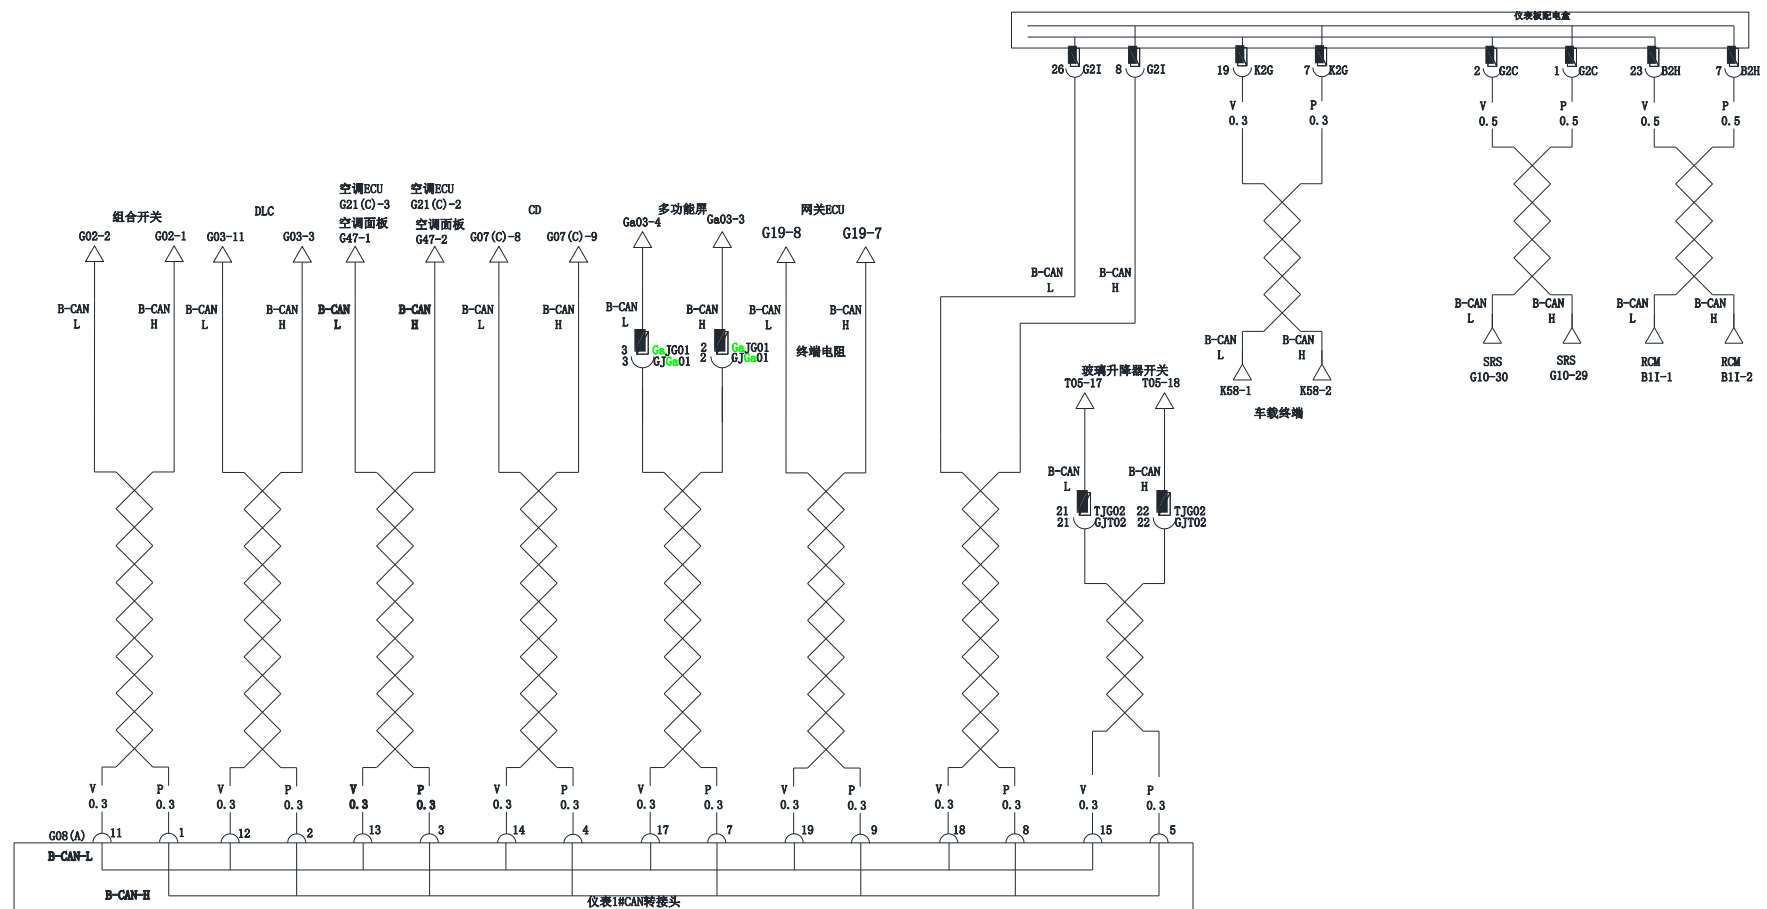 仪表板配电盒
26 G2I 8 G2I 19 K2G 7 K2G 2 G2C 1 G2C 23 B2H 7 B2H
V P V P V P
0.3 0.3 0.5 0.5 0.5 0.5
空调ECU 空调ECU
G21(C)-3 G21(C)-2
组合开关 DLC 空调面板 空调面板 CD 多功能屏 网关ECU
G02-2 G02-1 G03-11 G03-3 G47-1 G47-2 G07(C)-8 G07(C)-9 Ga03-4 Ga03-3 G19-8 G19-7
B-CAN B-CAN
L H
B-CAN B-CAN B-CAN B-CAN B-CAN B-CAN B-CAN B-CAN B-CAN B-CAN B-CAN B-CAN
L H L H L H L H L H L H
B-CAN B-CAN B-CAN B-CAN
L H L H
3 GaJG01 2 GaJG01
3 GJGa01 2 GJGa01
终端电阻
B-CAN B-CAN
L H
SRS SRS RCM RCM
G10-30 G10-29 B1I-1 B1I-2
K58-1 K58-2
车载终端
玻璃升降器开关
T05-17 T05-18
B-CAN B-CAN
L H
21 TJG02 22 TJG02
21 GJT02 22 GJT02
V P V P V P V P V P V P V P V P
0.3 0.3 0.3 0.3 0.3 0.3 0.3 0.3 0.3 0.3 0.3 0.3 0.3 0.3 0.3 0.3
G08(A) 11 1 12 2 13 3 14 4 17 7 19 9 18 8 15 5
B-CAN-L
B-CAN-H
仪表1#CAN转接头